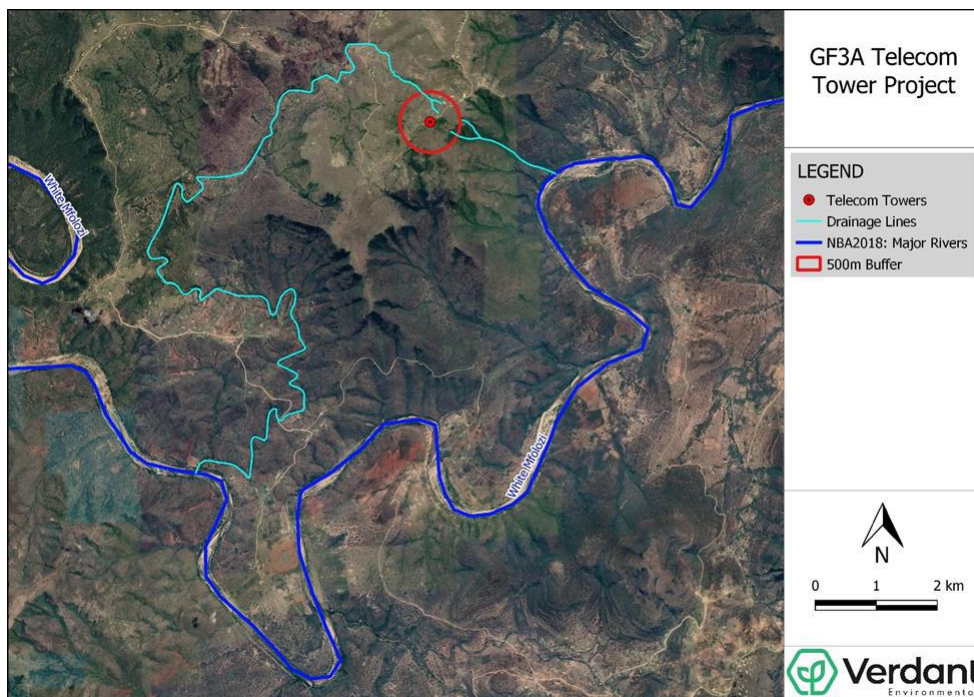 GF3A Telecom
Tower Project
LEGEND
Telecom Towers
Drainage Lines
NBA2018: Major Rivers
500m Buffer
White Mfolozi
White Mfolozi
N
0 1 2 km
Verdant
Environmental